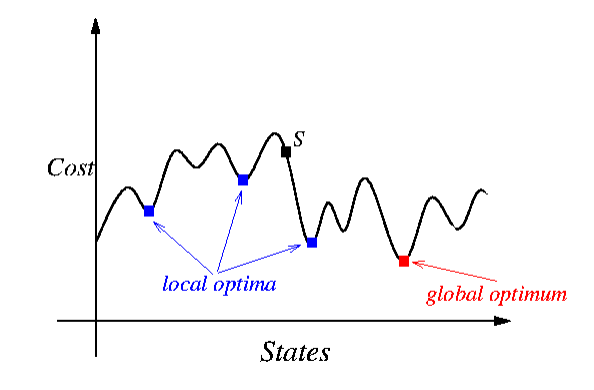 S
Cost
local optima
global optimum
States